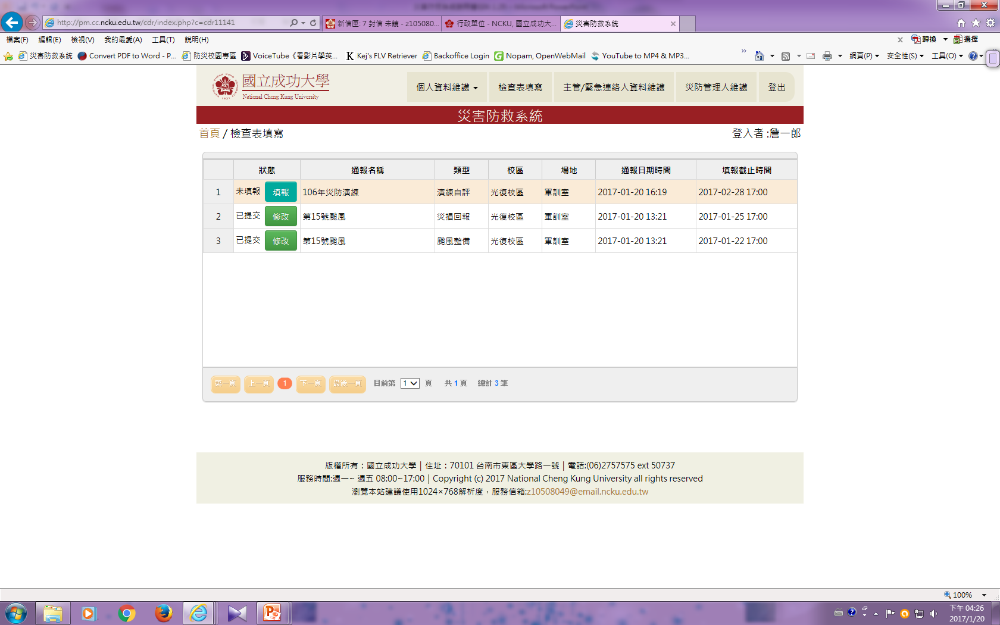 http://pm.cc.ncku.edu.tw/cdr/index.php?c=cdr11141
新信匣: 7 封信 未讀 - z105080...
行政單位 - NCKU, 國立成功大...
災害防救系統
檔案(F) 編輯(E) 檢視(V) 我的最愛(A) 工具(T) 說明(H)
x 轉換 選擇
災害防救系統 Convert PDF to Word - P... 防災校園專區 VoiceTube《看影片學英... Kej's FLV Retriever Backoffice Login Nopam, OpenWebMail YouTube to MP4 & MP3... » 網頁(P) 安全性(S) 工具(O)
國立成功大學
National Cheng Kung University
個人資料維護 檢查表填寫 主管/緊急連絡人資料維護 災防管理人維護 登出
災害防救系統
首頁 / 檢查表填寫 登入者 :詹一郎
狀態 通報名稱 類型 校區 場地 通報日期時間 填報截止時間
1 未填報 填報 106年災防演練 演練自評 光復校區 軍訓室 2017-01-20 16:19 2017-02-28 17:00
2 已提交 修改 第15號颱風 災損回報 光復校區 軍訓室 2017-01-20 13:21 2017-01-25 17:00
3 已提交 修改 第15號颱風 颱風整備 光復校區 軍訓室 2017-01-20 13:21 2017-01-22 17:00
第一頁 上一頁 1 下一頁 最後一頁 目前第 1 頁 共 1 頁 總計 3 筆
版權所有：國立成功大學 | 住址：70101 台南市東區大學路一號 | 電話:(06)2757575 ext 50737
服務時間:週一~ 週五 08:00~17:00 | Copyright (c) 2017 National Cheng Kung University all rights reserved
瀏覽本站建議使用1024×768解析度，服務信箱:z10508049@email.ncku.edu.tw
100%
下午 04:26
2017/1/20